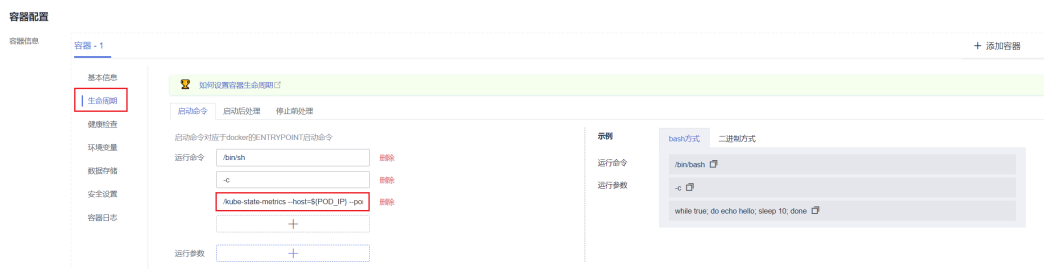 容器配置
容器信息
容器 - 1
+ 添加容器
基本信息
生命周期
健康检查
环境变量
数据存储
安全设置
容器日志
如何设置容器生命周期
启动命令 启动后处理 停止前处理
启动命令对应于docker的ENTRYPOINT启动命令
运行命令 /bin/sh 删除
-c 删除
/kube-state-metrics --host=${POD_IP} --por 删除
+
运行参数 +
示例
bash方式 二进制方式
运行命令 /bin/bash
运行参数 -c
while true; do echo hello; sleep 10; done